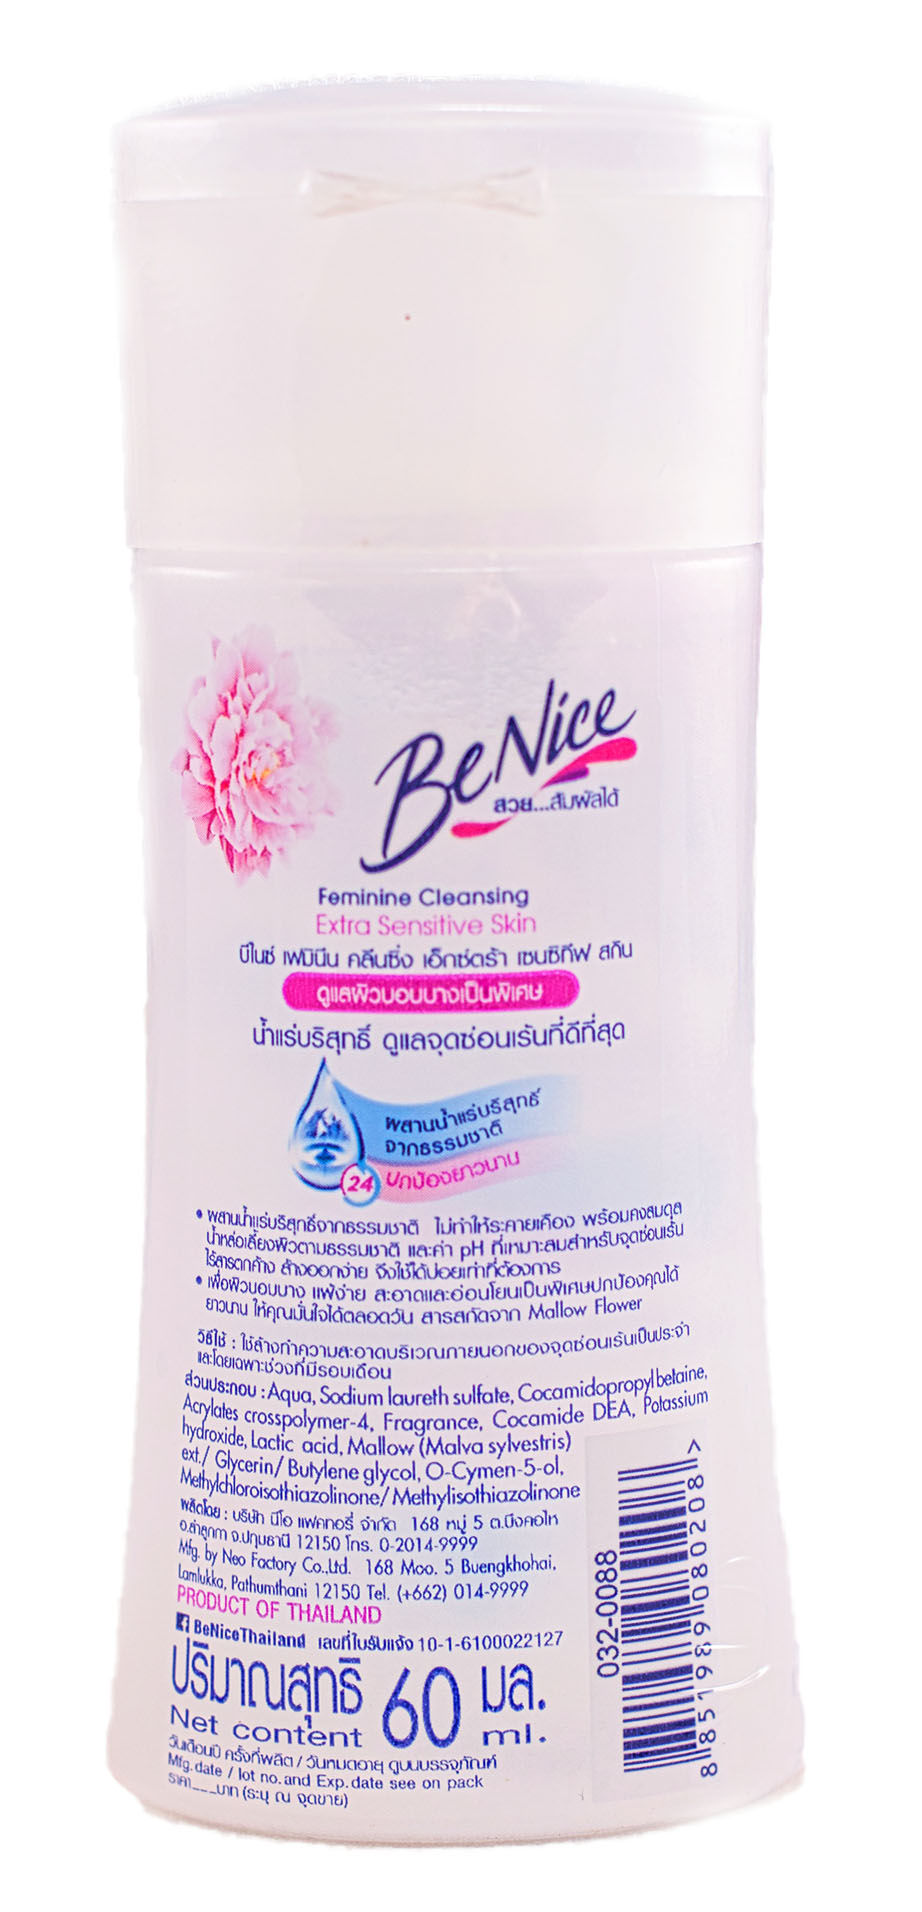 BeNice
สวย...สัมผัสได้
Feminine Cleansing
Extra Sensitive Skin
บีไนซ์ เฟมินีน คลีนซิ่ง เอ็กซ์ตร้า เซนซิทีฟ สกิน
ดูแลผิวบอบบางเป็นพิเศษ
น้ำแร่บริสุทธิ์ ดูแลจุดซ่อนเร้นที่ดีที่สุด
ผสานน้ำแร่บริสุทธิ์
จากธรรมชาติ
24 ปกป้องยาวนาน
• ผสานน้ำแร่บริสุทธิ์จากธรรมชาติ ไม่ทำให้ระคายเคือง พร้อมคงสมดุล
น้ำหล่อเลี้ยงผิวตามธรรมชาติ และค่า pH ที่เหมาะสมสำหรับจุดซ่อนเร้น
ไร้สารตกค้าง ล้างออกง่าย จึงใช้ได้บ่อยเท่าที่ต้องการ
• เพื่อผิวบอบบาง แพ้ง่าย สะอาดและอ่อนโยนเป็นพิเศษปกป้องคุณได้
ยาวนาน ให้คุณมั่นใจได้ตลอดวัน สารสกัดจาก Mallow Flower
วิธีใช้ : ใช้ล้างทำความสะอาดบริเวณภายนอกของจุดซ่อนเร้นเป็นประจำ
และโดยเฉพาะช่วงที่มีรอบเดือน
ส่วนประกอบ : Aqua, Sodium laureth sulfate, Cocamidopropyl betaine,
Acrylates crosspolymer-4, Fragrance, Cocamide DEA, Potassium
hydroxide, Lactic acid, Mallow (Malva sylvestris)
ext./ Glycerin/ Butylene glycol, O-Cymen-5-ol,
Methylchloroisothiazolinone/ Methylisothiazolinone
ผลิตโดย : บริษัท นีโอ แฟคทอรี่ จำกัด 168 หมู่ 5 ต.บึงคอไห
อ.ลำลูกกา จ.ปทุมธานี 12150 โทร. 0-2014-9999
Mfg. by Neo Factory Co.,Ltd. 168 Moo. 5 Buengkhohai,
Lamlukka, Pathumthani 12150 Tel. (+662) 014-9999
PRODUCT OF THAILAND
BeNiceThailand เลขที่ใบรับแจ้ง 10-1-6100022127
ปริมาณสุทธิ 60 มล.
Net content ml.
วันเดือนปี ครั้งที่ผลิต / วันหมดอายุ ดูบนบรรจุภัณฑ์
Mfg. date / lot no. and Exp. date see on pack
ราคา___บาท (ระบุ ณ จุดขาย)
032-0088
8851989080208>